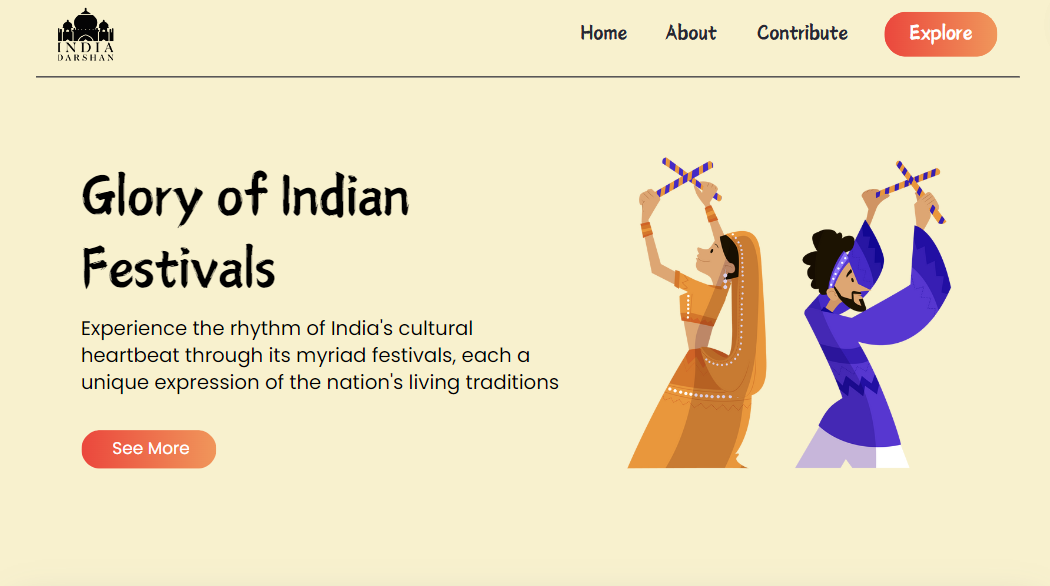 INDIA
DARSHAN
Home About Contribute Explore
Glory of Indian
Festivals
Experience the rhythm of India's cultural
heartbeat through its myriad festivals, each a
unique expression of the nation's living traditions
See More